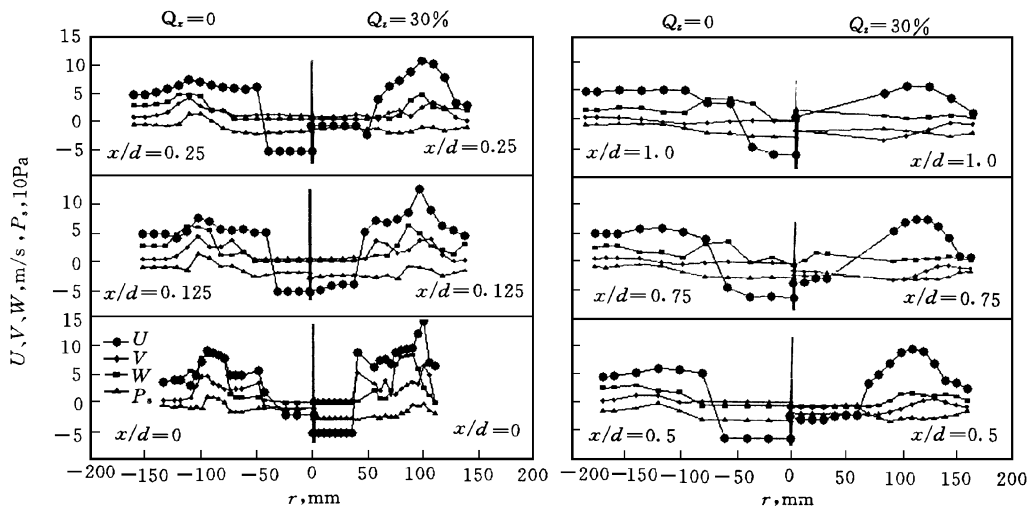 Qz=0 Qz=30% Qz=0 Qz=30%
15
10
5
0
−5
x/d=0.25 x/d=0.25
x/d=1.0 x/d=1.0
10
5
0
−5
x/d=0.125 x/d=0.125
x/d=0.75 x/d=0.75
15
10
5
0
−5
U
V
W
Ps
x/d=0 x/d=0
x/d=0.5 x/d=0.5
−200 −150 −100 −50 0 50 100 150
−200 −150 −100 −50 0 50 100 150 200
r,mm r,mm
U、V、W,m/s,Ps,10Pa